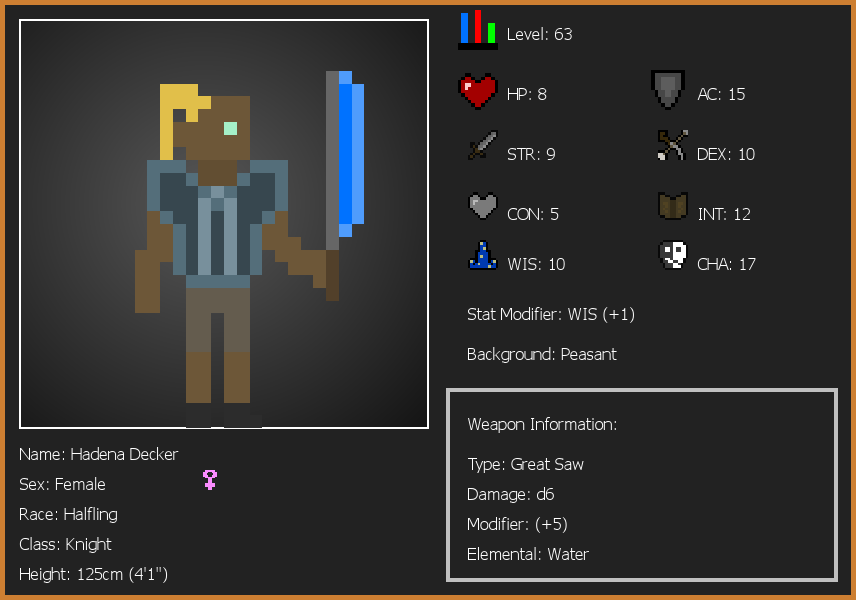 Level: 63
HP: 8
AC: 15
STR: 9
DEX: 10
CON: 5
INT: 12
WIS: 10
CHA: 17
Stat Modifier: WIS (+1)
Background: Peasant
Weapon Information:
Type: Great Saw
Damage: d6
Modifier: (+5)
Elemental: Water
Name: Hadena Decker
Sex: Female
Race: Halfling
Class: Knight
Height: 125cm (4'1")